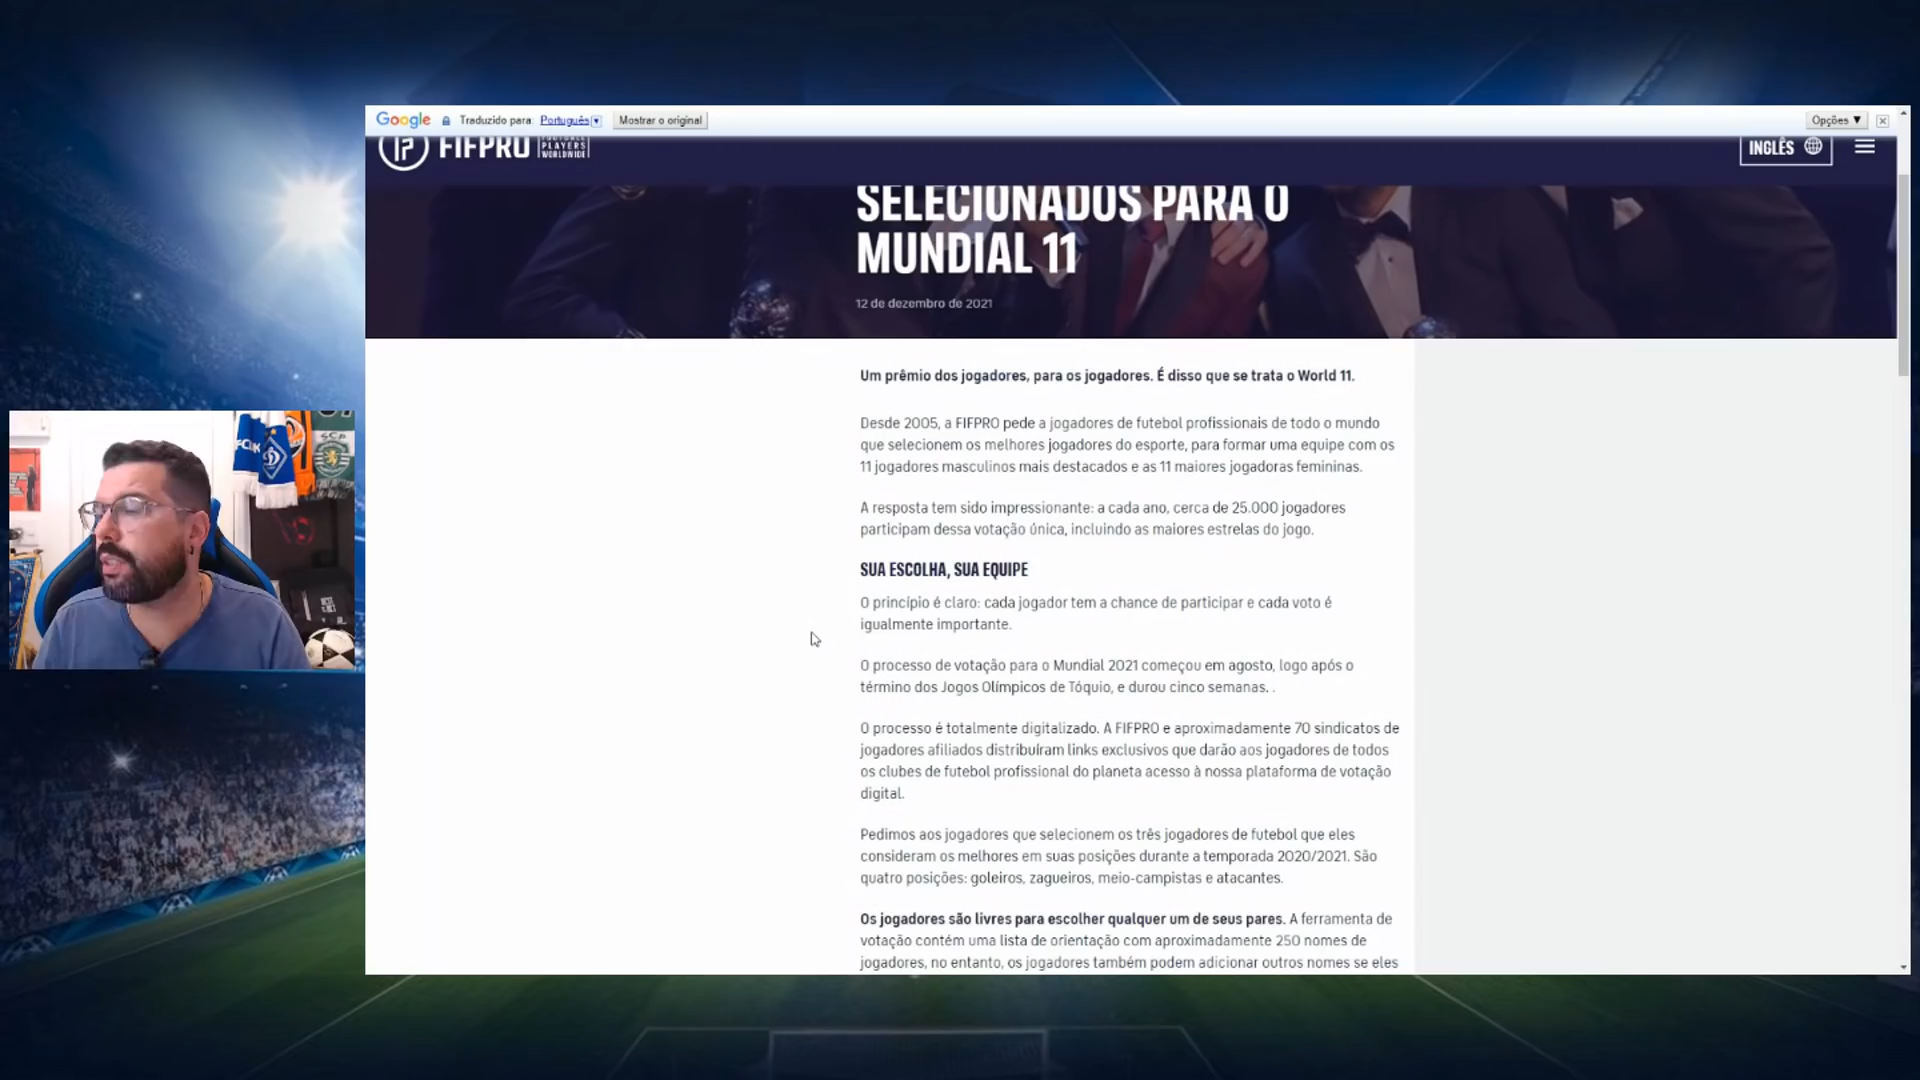 Google Traduzido para: Português Mostrar o original Opções ▼
FIFPRO PLAYERS WORLDWIDE INGLÊS
SELECIONADOS PARA O
MUNDIAL 11
12 de dezembro de 2021
Um prêmio dos jogadores, para os jogadores. É disso que se trata o World 11.
Desde 2005, a FIFPRO pede a jogadores de futebol profissionais de todo o mundo
que selecionem os melhores jogadores do esporte, para formar uma equipe com os
11 jogadores masculinos mais destacados e as 11 maiores jogadoras femininas.
A resposta tem sido impressionante: a cada ano, cerca de 25.000 jogadores
participam dessa votação única, incluindo as maiores estrelas do jogo.
SUA ESCOLHA, SUA EQUIPE
O princípio é claro: cada jogador tem a chance de participar e cada voto é
igualmente importante.
O processo de votação para o Mundial 2021 começou em agosto, logo após o
término dos Jogos Olímpicos de Tóquio, e durou cinco semanas. .
O processo é totalmente digitalizado. A FIFPRO e aproximadamente 70 sindicatos de
jogadores afiliados distribuíram links exclusivos que darão aos jogadores de todos
os clubes de futebol profissional do planeta acesso à nossa plataforma de votação
digital.
Pedimos aos jogadores que selecionem os três jogadores de futebol que eles
consideram os melhores em suas posições durante a temporada 2020/2021. São
quatro posições: goleiros, zagueiros, meio-campistas e atacantes.
Os jogadores são livres para escolher qualquer um de seus pares. A ferramenta de
votação contém uma lista de orientação com aproximadamente 250 nomes de
jogadores, no entanto, os jogadores também podem adicionar outros nomes se eles
SCP